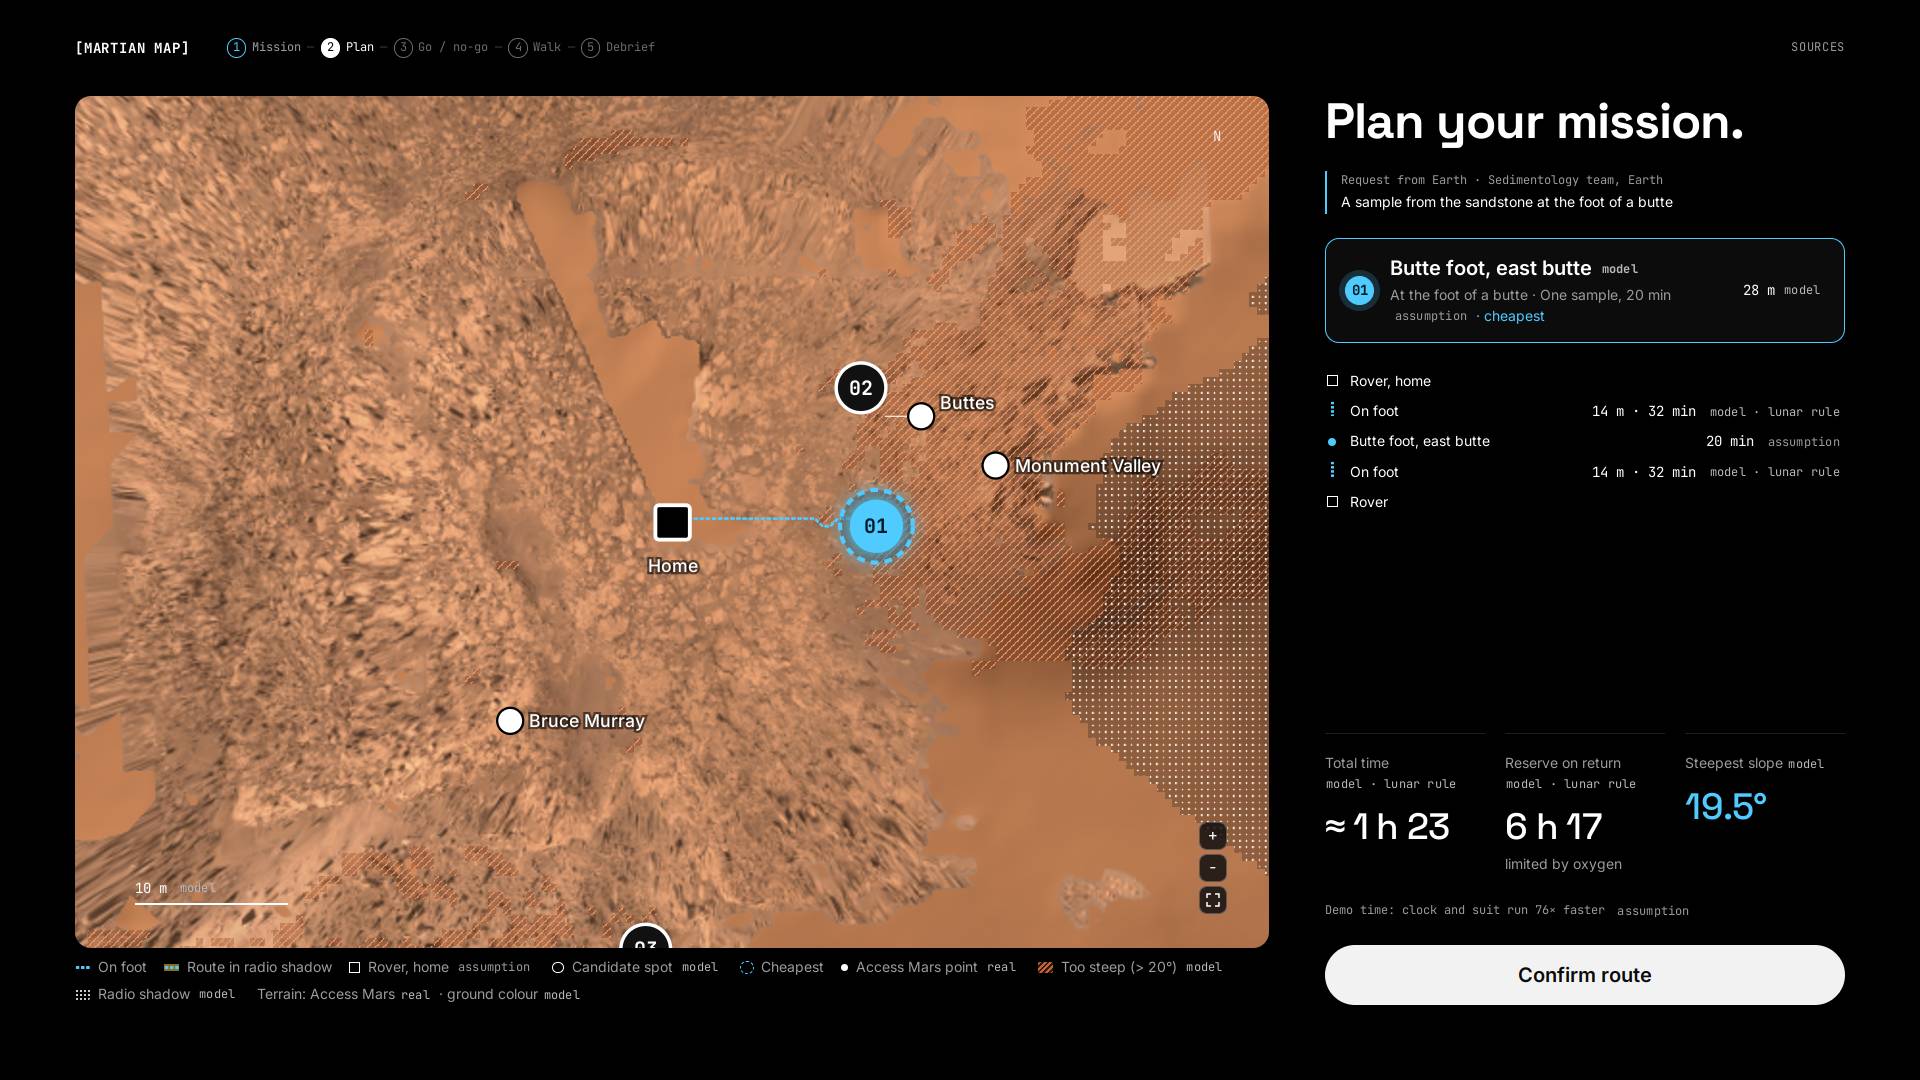 [MARTIAN MAP] 1 Mission – 2 Plan – 3 Go / no-go – 4 Walk – 5 Debrief SOURCES
N
02
Buttes
Monument Valley
01
Home
Bruce Murray
10 m model
03
+
-
On foot Route in radio shadow Rover, home assumption Candidate spot model Cheapest Access Mars point real Too steep (> 20°) model
Radio shadow model Terrain: Access Mars real · ground colour model
Plan your mission.
Request from Earth · Sedimentology team, Earth
A sample from the sandstone at the foot of a butte
01 Butte foot, east butte model
At the foot of a butte · One sample, 20 min
assumption · cheapest
28 m model
Rover, home
On foot 14 m · 32 min model · lunar rule
Butte foot, east butte 20 min assumption
On foot 14 m · 32 min model · lunar rule
Rover
Total time
model · lunar rule
≈ 1 h 23
Reserve on return
model · lunar rule
6 h 17
limited by oxygen
Steepest slope model
19.5°
Demo time: clock and suit run 76× faster assumption
Confirm route